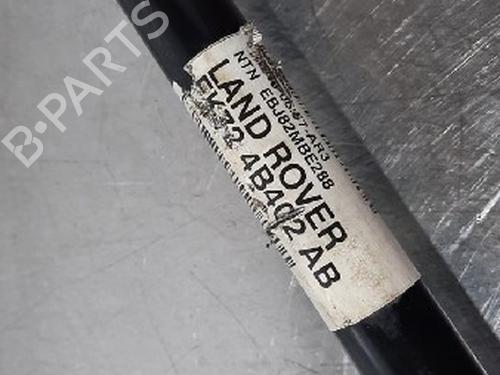 B-PARTS
NTN EBJ82MBE288
LAND ROVER
4B402 AB